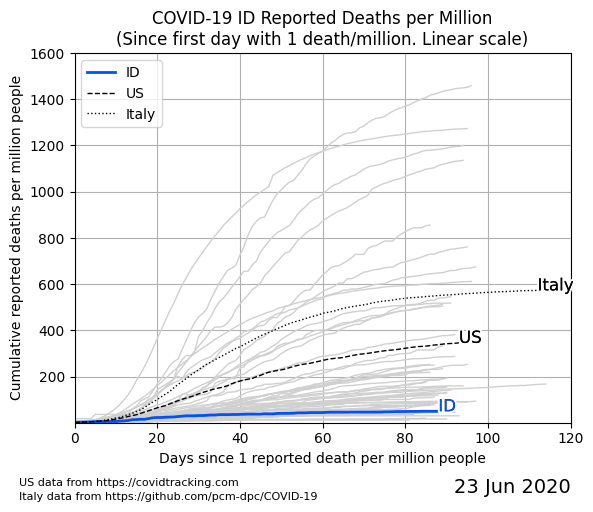 COVID-19 ID Reported Deaths per Million
(Since first day with 1 death/million. Linear scale)
Cumulative reported deaths per million people
1600
1400
1200
1000
800
600
400
200
ID
US
Italy
Italy
US
ID
0
20
40
60
80
100
120
Days since 1 reported death per million people
US data from https://covidtracking.com
Italy data from https://github.com/pcm-dpc/COVID-19
23 Jun 2020